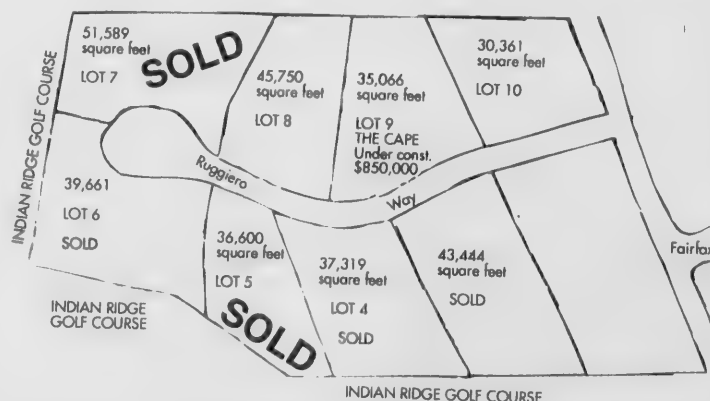 51,589
square feet
LOT 7
SOLD
45,750
square feet
LOT 8
35,066
square feet
LOT 9
THE CAPE
Under const.
$850,000
30,361
square feet
LOT 10
INDIAN RIDGE GOLF COURSE
Ruggiero
Way
39,661
LOT 6
SOLD
36,600
square feet
LOT 5
SOLD
37,319
square feet
LOT 4
SOLD
43,444
square feet
SOLD
Fairfax
INDIAN RIDGE
GOLF COURSE
INDIAN RIDGE GOLF COURSE